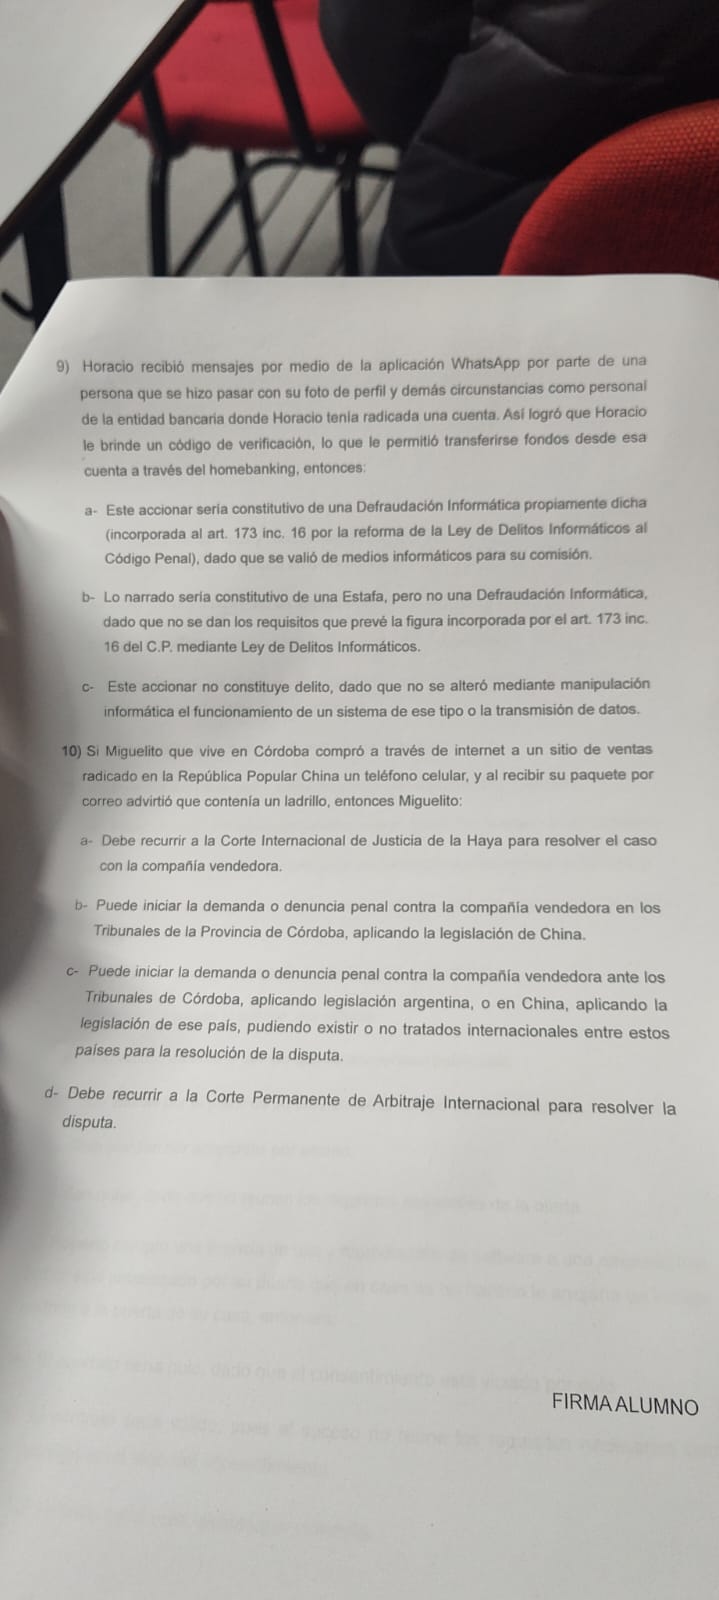 9) Horacio recibió mensajes por medio de la aplicación WhatsApp por parte de una
persona que se hizo pasar con su foto de perfil y demás circunstancias como personal
de la entidad bancaria donde Horacio tenía radicada una cuenta. Así logró que Horacio
le brinde un código de verificación, lo que le permitió transferirse fondos desde esa
cuenta a través del homebanking, entonces:
a- Este accionar sería constitutivo de una Defraudación Informática propiamente dicha
(incorporada al art. 173 inc. 16 por la reforma de la Ley de Delitos Informáticos al
Código Penal), dado que se valió de medios informáticos para su comisión.
b- Lo narrado sería constitutivo de una Estafa, pero no una Defraudación Informática,
dado que no se dan los requisitos que prevé la figura incorporada por el art. 173 inc.
16 del C.P. mediante Ley de Delitos Informáticos.
c- Este accionar no constituye delito, dado que no se alteró mediante manipulación
informática el funcionamiento de un sistema de ese tipo o la transmisión de datos.
10) Si Miguelito que vive en Córdoba compró a través de internet a un sitio de ventas
radicado en la República Popular China un teléfono celular, y al recibir su paquete por
correo advirtió que contenía un ladrillo, entonces Miguelito:
a- Debe recurrir a la Corte Internacional de Justicia de la Haya para resolver el caso
con la compañía vendedora.
b- Puede iniciar la demanda o denuncia penal contra la compañía vendedora en los
Tribunales de la Provincia de Córdoba, aplicando la legislación de China.
c- Puede iniciar la demanda o denuncia penal contra la compañía vendedora ante los
Tribunales de Córdoba, aplicando legislación argentina, o en China, aplicando la
legislación de ese país, pudiendo existir o no tratados internacionales entre estos
países para la resolución de la disputa.
d- Debe recurrir a la Corte Permanente de Arbitraje Internacional para resolver la
disputa.
FIRMA ALUMNO